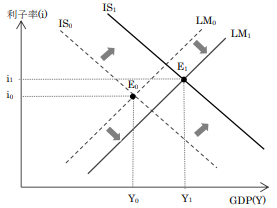 利子率(i)
IS₀
IS₁
LM₀
LM₁
E₁
i₁
E₀
i₀
Y₀
Y₁
GDP(Y)